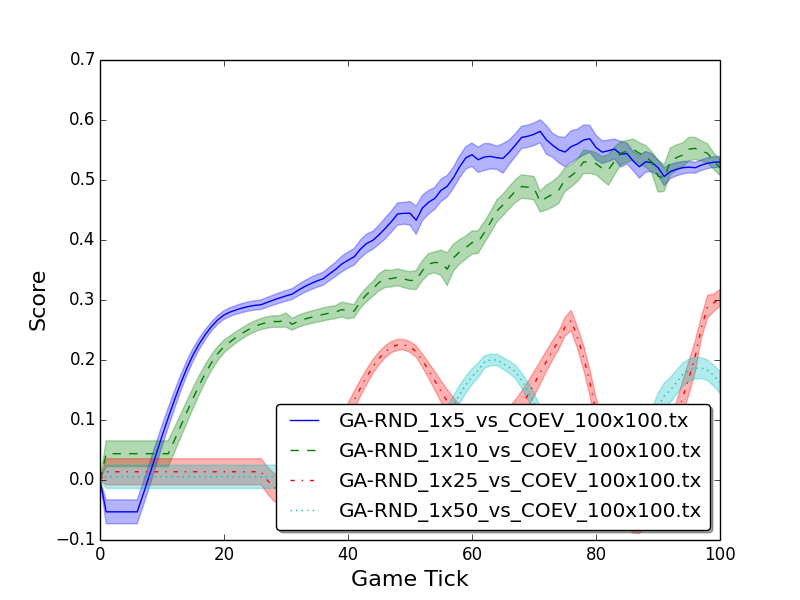 0.7
0.6
0.5
0.4
0.3
0.2
0.1
0.0
−0.1
Score
GA-RND_1x5_vs_COEV_100x100.tx
GA-RND_1x10_vs_COEV_100x100.tx
GA-RND_1x25_vs_COEV_100x100.tx
GA-RND_1x50_vs_COEV_100x100.tx
0 20 40 60 80 100
Game Tick